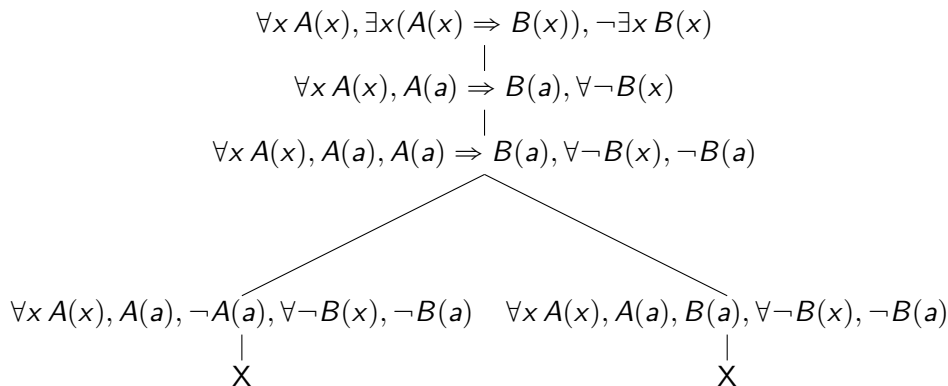 ∀x A(x), ∃x(A(x) ⇒ B(x)), ¬∃x B(x)
∀x A(x), A(a) ⇒ B(a), ∀¬B(x)
∀x A(x), A(a), A(a) ⇒ B(a), ∀¬B(x), ¬B(a)
∀x A(x), A(a), ¬A(a), ∀¬B(x), ¬B(a)
∀x A(x), A(a), B(a), ∀¬B(x), ¬B(a)
X
X